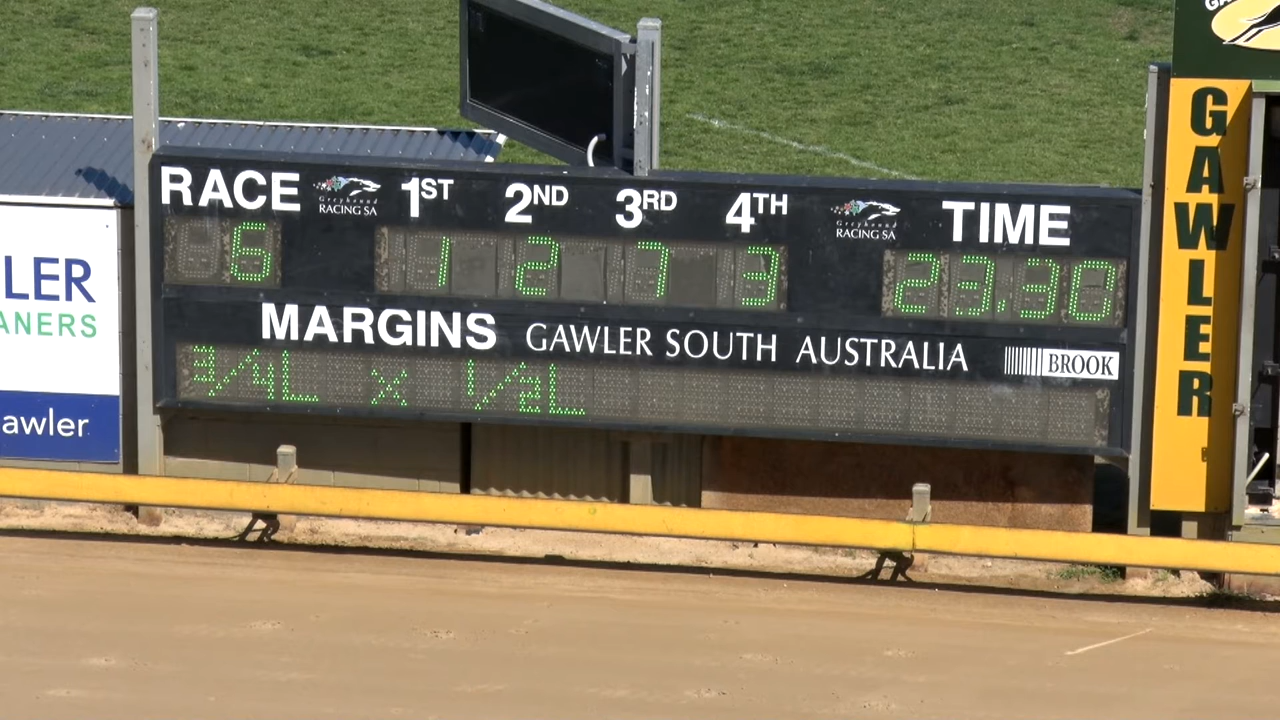 RACE 1ST 2ND 3RD 4TH TIME
Greyhound
RACING SA
Greyhound
RACING SA
6 1 2 7 3 23.30
MARGINS GAWLER SOUTH AUSTRALIA BROOK
3/4L X 1/2L
LER
ANERS
awler
GAWLER